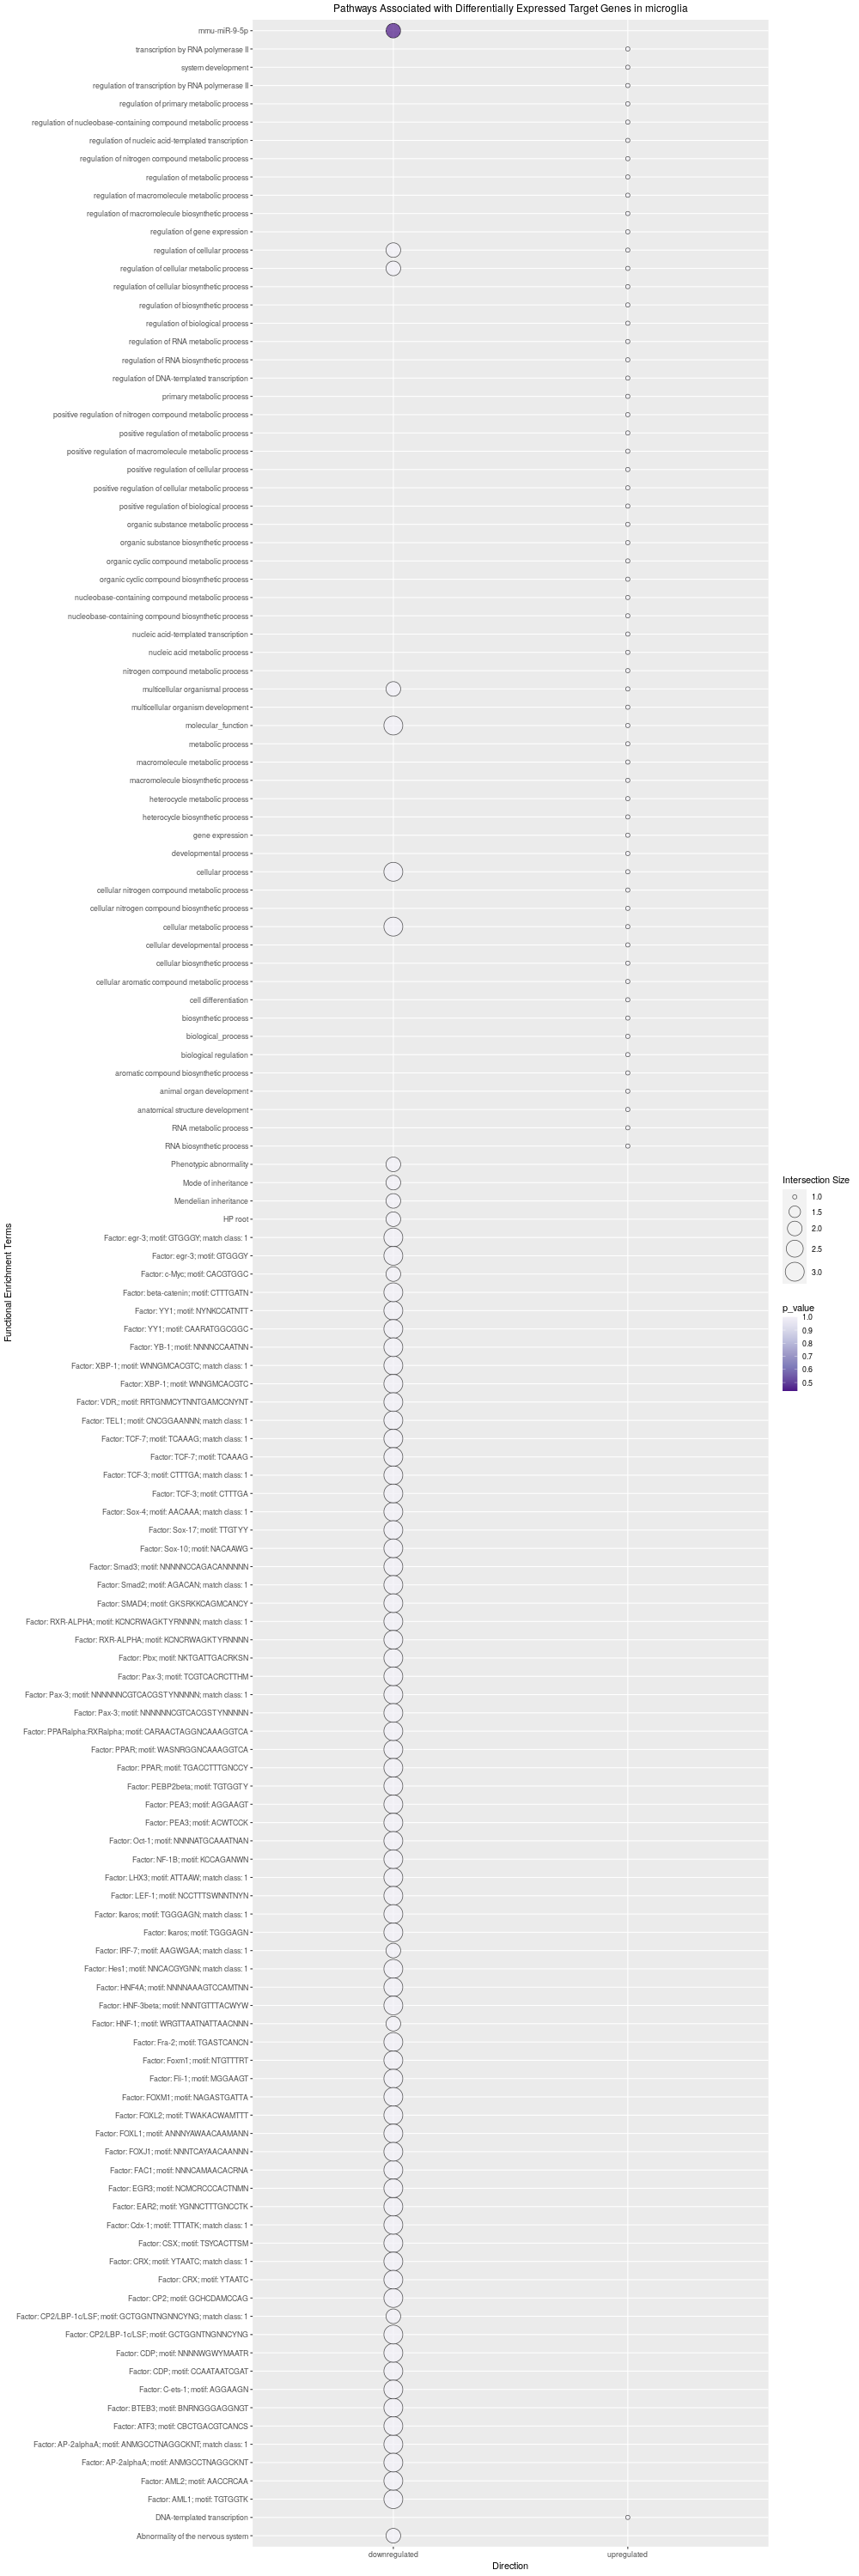 Pathways Associated with Differentially Expressed Target Genes in microglia
mmu-miR-9-5p
transcription by RNA polymerase II
system development
regulation of transcription by RNA polymerase II
regulation of primary metabolic process
regulation of nucleobase-containing compound metabolic process
regulation of nucleic acid-templated transcription
regulation of nitrogen compound metabolic process
regulation of metabolic process
regulation of macromolecule metabolic process
regulation of macromolecule biosynthetic process
regulation of gene expression
regulation of cellular process
regulation of cellular metabolic process
regulation of cellular biosynthetic process
regulation of biosynthetic process
regulation of biological process
regulation of RNA metabolic process
regulation of RNA biosynthetic process
regulation of DNA-templated transcription
primary metabolic process
positive regulation of nitrogen compound metabolic process
positive regulation of metabolic process
positive regulation of macromolecule metabolic process
positive regulation of cellular process
positive regulation of cellular metabolic process
positive regulation of biological process
organic substance metabolic process
organic substance biosynthetic process
organic cyclic compound metabolic process
organic cyclic compound biosynthetic process
nucleobase-containing compound metabolic process
nucleobase-containing compound biosynthetic process
nucleic acid-templated transcription
nucleic acid metabolic process
nitrogen compound metabolic process
multicellular organismal process
multicellular organism development
molecular_function
metabolic process
macromolecule metabolic process
macromolecule biosynthetic process
heterocycle metabolic process
heterocycle biosynthetic process
gene expression
developmental process
cellular process
cellular nitrogen compound metabolic process
cellular nitrogen compound biosynthetic process
cellular metabolic process
cellular developmental process
cellular biosynthetic process
cellular aromatic compound metabolic process
cell differentiation
biosynthetic process
biological_process
biological regulation
aromatic compound biosynthetic process
animal organ development
anatomical structure development
RNA metabolic process
RNA biosynthetic process
Phenotypic abnormality
Mode of inheritance
Mendelian inheritance
HP root
Factor: egr-3; motif: GTGGGY; match class: 1
Factor: egr-3; motif: GTGGGY
Factor: c-Myc; motif: CACGTGGC
Factor: beta-catenin; motif: CTTTGATN
Factor: YY1; motif: NYNKCCATNTT
Factor: YY1; motif: CAARATGGCGGC
Factor: YB-1; motif: NNNNCCAATNN
Factor: XBP-1; motif: WNNGMCACGTC; match class: 1
Factor: XBP-1; motif: WNNGMCACGTC
Factor: VDR,; motif: RRTGNMCYTNNTGAMCCNYNT
Factor: TEL1; motif: CNCGGAANNN; match class: 1
Factor: TCF-7; motif: TCAAAG; match class: 1
Factor: TCF-7; motif: TCAAAG
Factor: TCF-3; motif: CTTTGA; match class: 1
Factor: TCF-3; motif: CTTTGA
Factor: Sox-4; motif: AACAAA; match class: 1
Factor: Sox-17; motif: TTGTYY
Factor: Sox-10; motif: NACAAWG
Factor: Smad3; motif: NNNNNCCAGACANNNNN
Factor: Smad2; motif: AGACAN; match class: 1
Factor: SMAD4; motif: GKSRKKCAGMCANCY
Factor: RXR-ALPHA; motif: KCNCRWAGKTYRNNNN; match class: 1
Factor: RXR-ALPHA; motif: KCNCRWAGKTYRNNNN
Factor: Pbx; motif: NKTGATTGACRKSN
Factor: Pax-3; motif: TCGTCACRCTTHM
Factor: Pax-3; motif: NNNNNNCGTCACGSTYNNNNN; match class: 1
Factor: Pax-3; motif: NNNNNNCGTCACGSTYNNNNN
Factor: PPARalpha:RXRalpha; motif: CARAACTAGGNCAAAGGTCA
Factor: PPAR; motif: WASNRGGNCAAAGGTCA
Factor: PPAR; motif: TGACCTTTGNCCY
Factor: PEBP2beta; motif: TGTGGTY
Factor: PEA3; motif: AGGAAGT
Factor: PEA3; motif: ACWTCCK
Factor: Oct-1; motif: NNNNATGCAAATNAN
Factor: NF-1B; motif: KCCAGANWN
Factor: LHX3; motif: ATTAAW; match class: 1
Factor: LEF-1; motif: NCCTTTSWNNTNYN
Factor: Ikaros; motif: TGGGAGN; match class: 1
Factor: Ikaros; motif: TGGGAGN
Factor: IRF-7; motif: AAGWGAA; match class: 1
Factor: Hes1; motif: NNCACGYGNN; match class: 1
Factor: HNF4A; motif: NNNNAAAGTCCAMTNN
Factor: HNF-3beta; motif: NNNTGTTTACWYW
Factor: HNF-1; motif: WRGTTAATNATTAACNNN
Factor: Fra-2; motif: TGASTCANCN
Factor: Foxm1; motif: NTGTTTRT
Factor: Fli-1; motif: MGGAAGT
Factor: FOXM1; motif: NAGASTGATTA
Factor: FOXL2; motif: TWAKACWAMTTT
Factor: FOXL1; motif: ANNNYAWAACAAMANN
Factor: FOXJ1; motif: NNNTCAYAACAANNN
Factor: FAC1; motif: NNNCAMAACACRNA
Factor: EGR3; motif: NCMCRCCCACTNMN
Factor: EAR2; motif: YGNNCTTTGNCCTK
Factor: Cdx-1; motif: TTTATK; match class: 1
Factor: CSX; motif: TSYCACTTSM
Factor: CRX; motif: YTAATC; match class: 1
Factor: CRX; motif: YTAATC
Factor: CP2; motif: GCHCDAMCCAG
Factor: CP2/LBP-1c/LSF; motif: GCTGGNTNGNNCYNG; match class: 1
Factor: CP2/LBP-1c/LSF; motif: GCTGGNTNGNNCYNG
Factor: CDP; motif: NNNNWGWYMAATR
Factor: CDP; motif: CCAATAATCGAT
Factor: C-ets-1; motif: AGGAAGN
Factor: BTEB3; motif: BNRNGGGAGGNGT
Factor: ATF3; motif: CBCTGACGTCANCS
Factor: AP-2alphaA; motif: ANMGCCTNAGGCKNT; match class: 1
Factor: AP-2alphaA; motif: ANMGCCTNAGGCKNT
Factor: AML2; motif: AACCRCAA
Factor: AML1; motif: TGTGGTK
DNA-templated transcription
Abnormality of the nervous system
downregulated
upregulated
Direction
Functional Enrichment Terms
Intersection Size
1.0
1.5
2.0
2.5
3.0
p_value
1.0
0.9
0.8
0.7
0.6
0.5